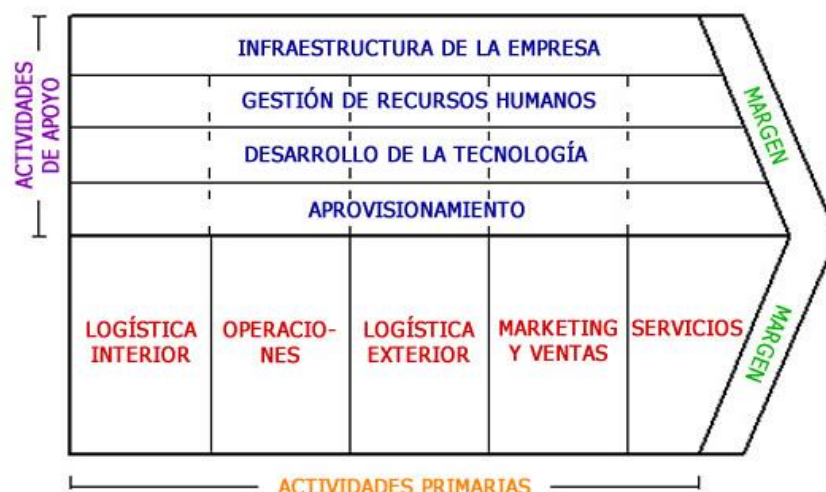 ACTIVIDADES
DE APOYO
INFRAESTRUCTURA DE LA EMPRESA
GESTIÓN DE RECURSOS HUMANOS
DESARROLLO DE LA TECNOLOGÍA
APROVISIONAMIENTO
MARGEN
LOGÍSTICA
INTERIOR
OPERACIO-
NES
LOGÍSTICA
EXTERIOR
MARKETING
Y VENTAS
SERVICIOS
MARGEN
ACTIVIDADES PRIMARIAS